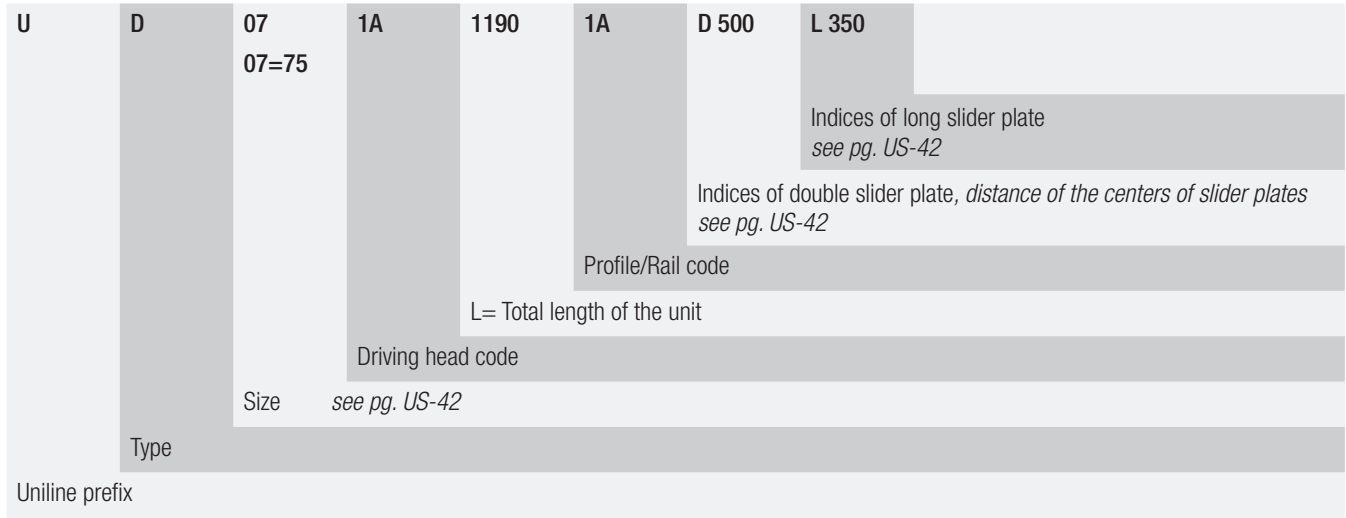 U D 07 1A 1190 1A D 500 L 350
07=75
Indices of long slider plate
see pg. US-42
Indices of double slider plate, distance of the centers of slider plates
see pg. US-42
Profile/Rail code
L= Total length of the unit
Driving head code
Size see pg. US-42
Type
Uniline prefix